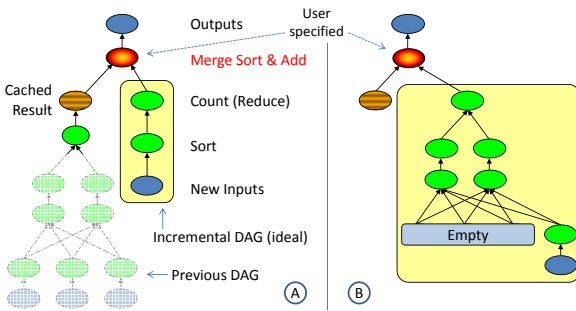 Outputs
User
specified
Merge Sort & Add
Cached
Result
Count (Reduce)
Sort
New Inputs
Incremental DAG (ideal)
Previous DAG
A
B
Empty